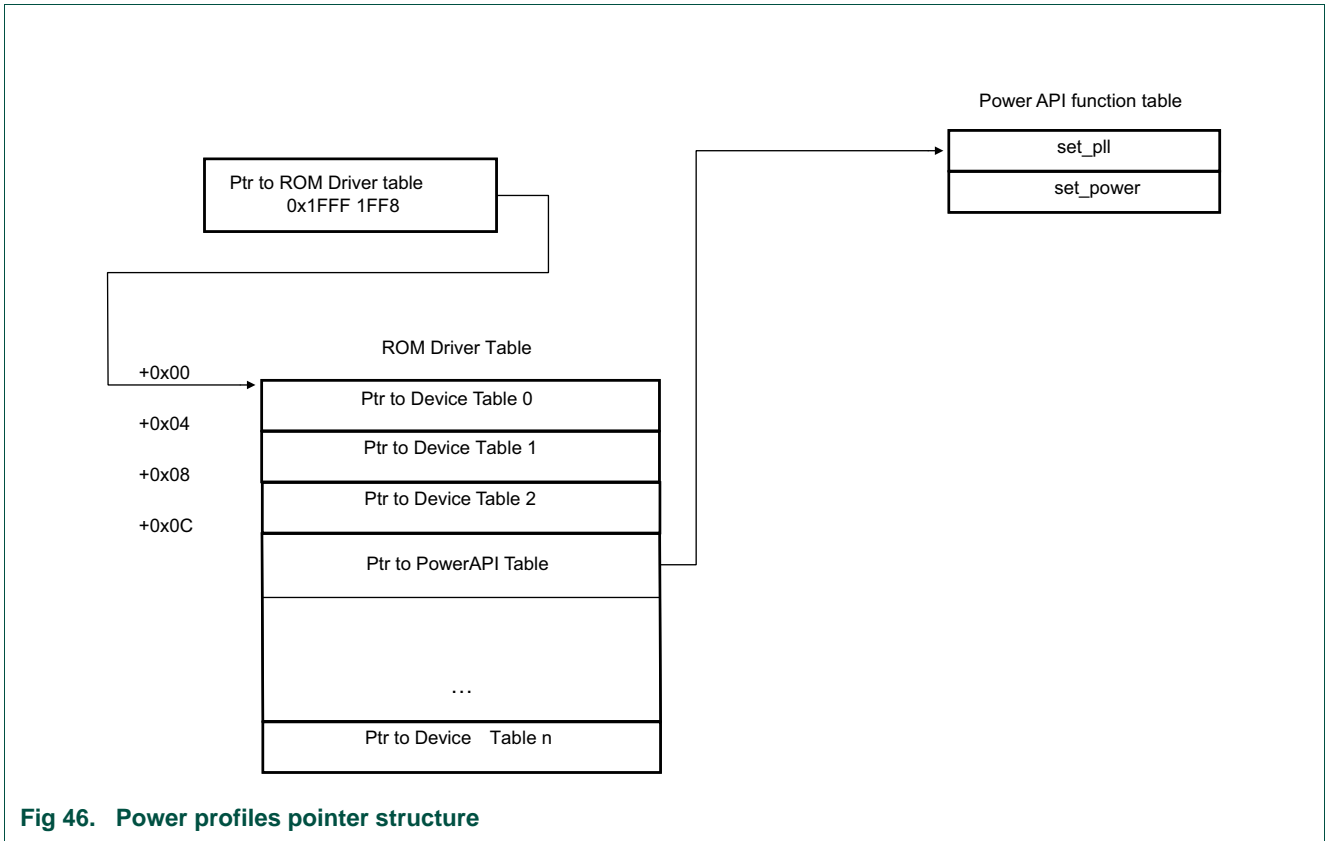 Power API function table
set_pll
set_power
Ptr to ROM Driver table
0x1FFF 1FF8
ROM Driver Table
+0x00
Ptr to Device Table 0
+0x04
Ptr to Device Table 1
+0x08
Ptr to Device Table 2
+0x0C
Ptr to PowerAPI Table
…
Ptr to Device Table n
Fig 46. Power profiles pointer structure